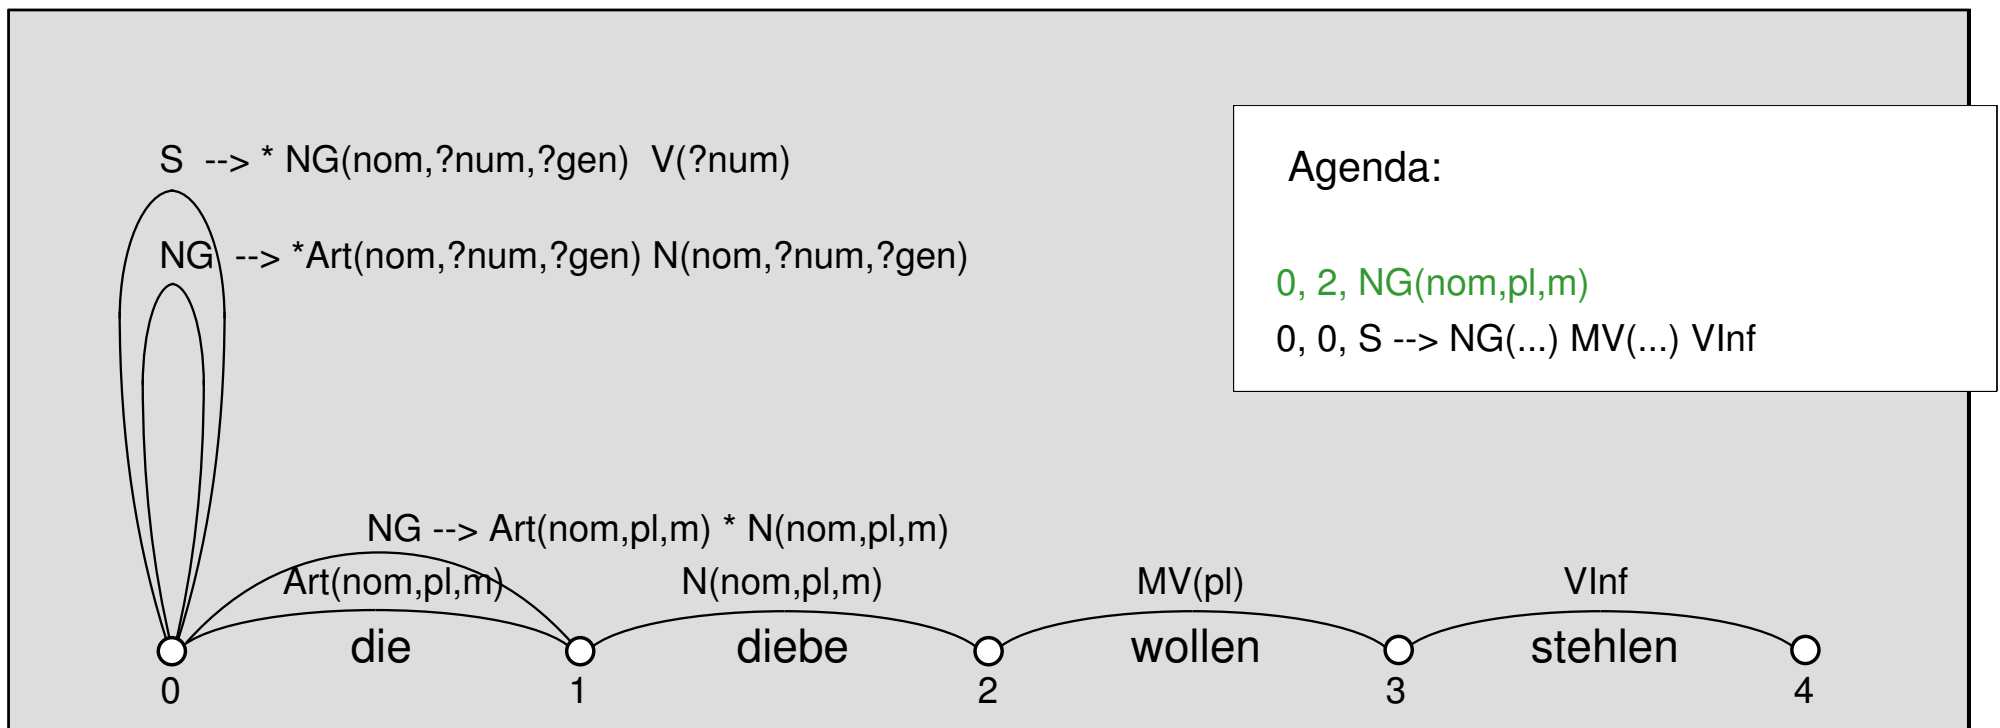 S --> * NG(nom,?num,?gen) V(?num)
NG --> *Art(nom,?num,?gen) N(nom,?num,?gen)
Agenda:
0, 2, NG(nom,pl,m)
0, 0, S --> NG(...) MV(...) VInf
NG --> Art(nom,pl,m) * N(nom,pl,m)
Art(nom,pl,m) N(nom,pl,m) MV(pl) VInf
die diebe wollen stehlen
0 1 2 3 4